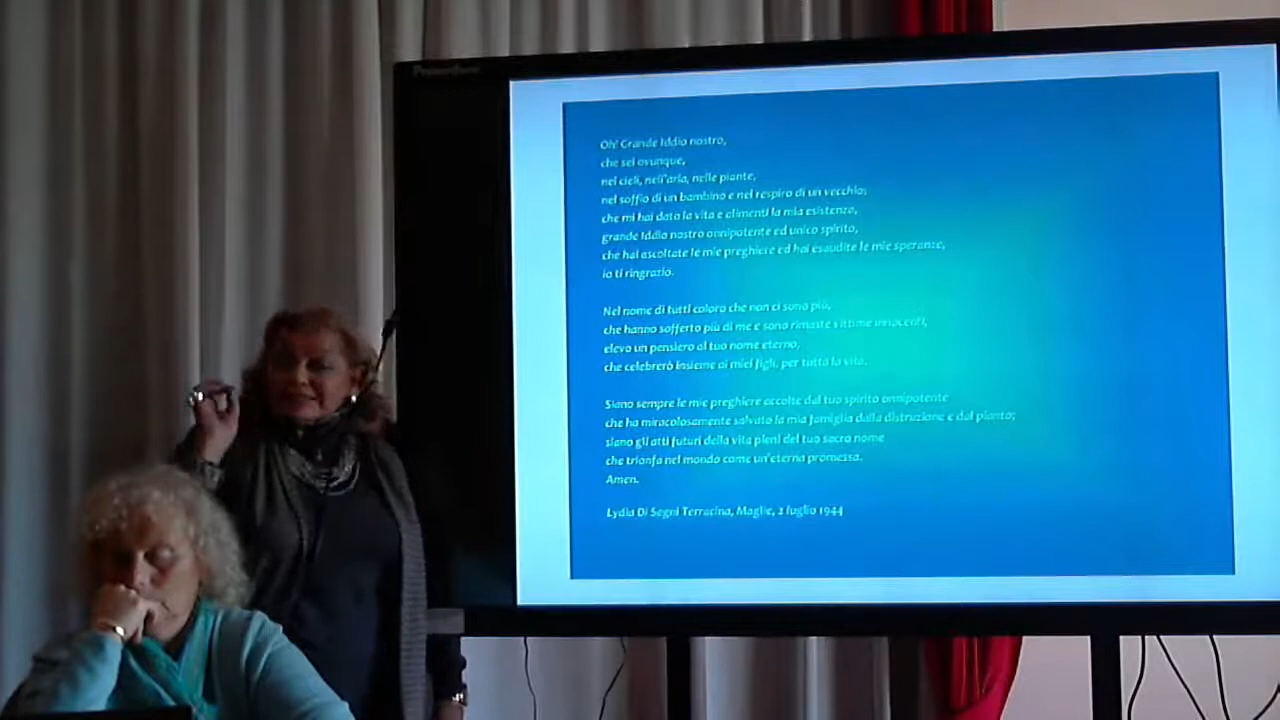 Promethean
Oh! Grande Iddio nostro,
che sei ovunque,
nei cieli, nell'aria, nelle piante,
nel soffio di un bambino e nel respiro di un vecchio;
che mi hai dato la vita e alimenti la mia esistenza,
grande Iddio nostro onnipotente ed unico spirito,
che hai ascoltate le mie preghiere ed hai esaudite le mie speranze,
io ti ringrazio.
Nel nome di tutti coloro che non ci sono più,
che hanno sofferto più di me e sono rimaste vittime innocenti,
elevo un pensiero al tuo nome eterno,
che celebrerò insieme ai miei figli, per tutta la vita.
Siano sempre le mie preghiere accolte dal tuo spirito onnipotente
che ha miracolosamente salvato la mia famiglia dalla distruzione e dal pianto;
siano gli atti futuri della vita pieni del tuo sacro nome
che trionfa nel mondo come un'eterna promessa.
Amen.
Lydia Di Segni Terracina, Maglie, 2 luglio 1944